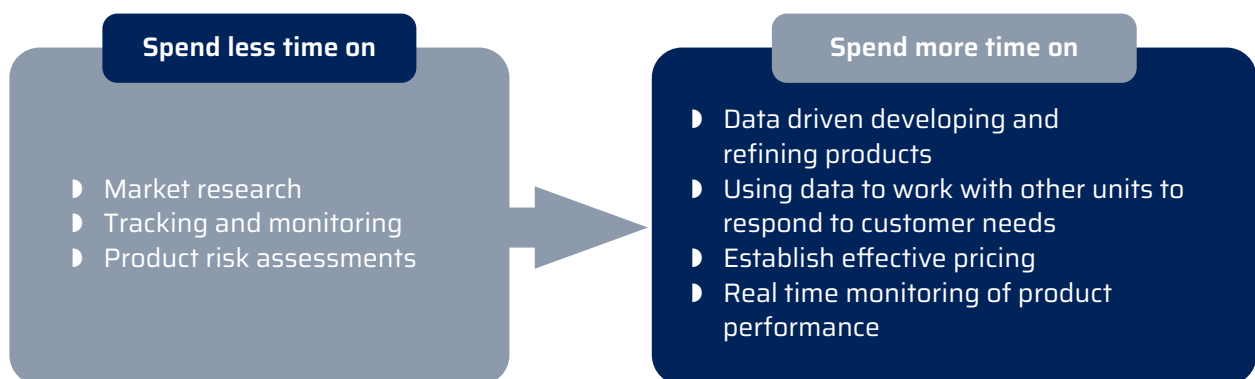 Spend less time on
Market research
Tracking and monitoring
Product risk assessments
Spend more time on
Data driven developing and
refining products
Using data to work with other units to
respond to customer needs
Establish effective pricing
Real time monitoring of product
performance